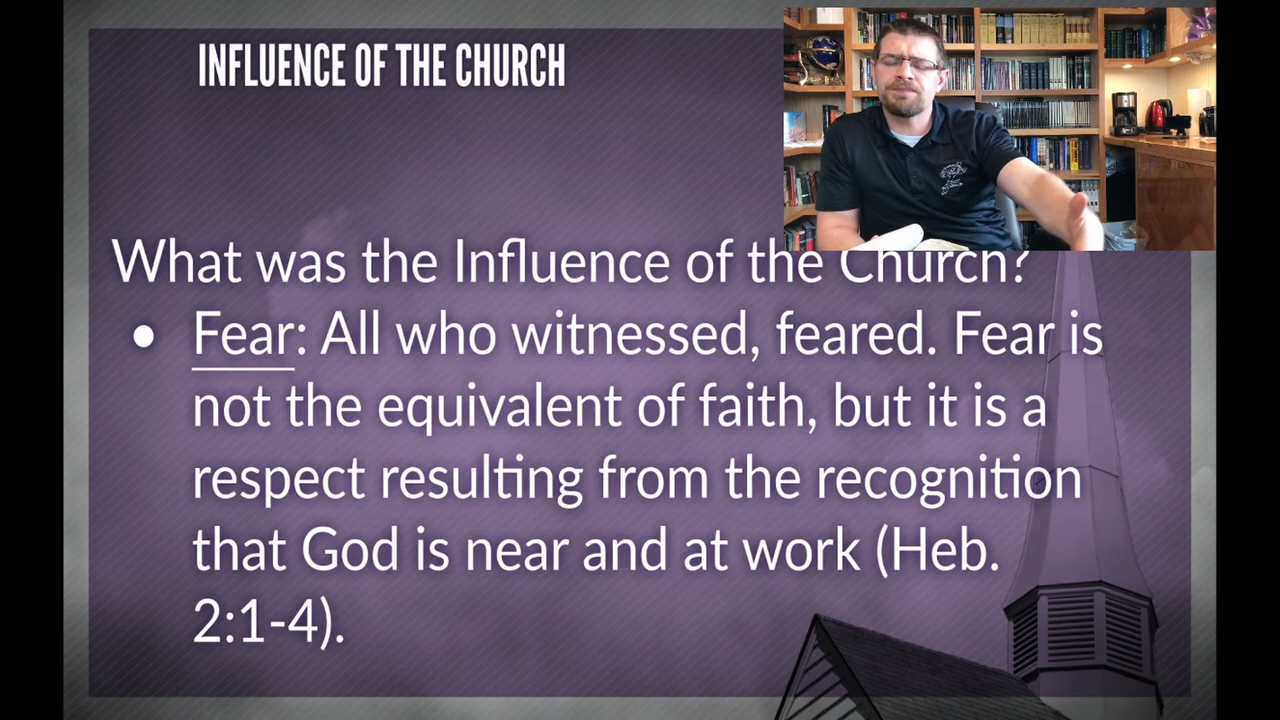 INFLUENCE OF THE CHURCH
What was the Influence of the Church?
● Fear: All who witnessed, feared. Fear is
not the equivalent of faith, but it is a
respect resulting from the recognition
that God is near and at work (Heb.
2:1-4).